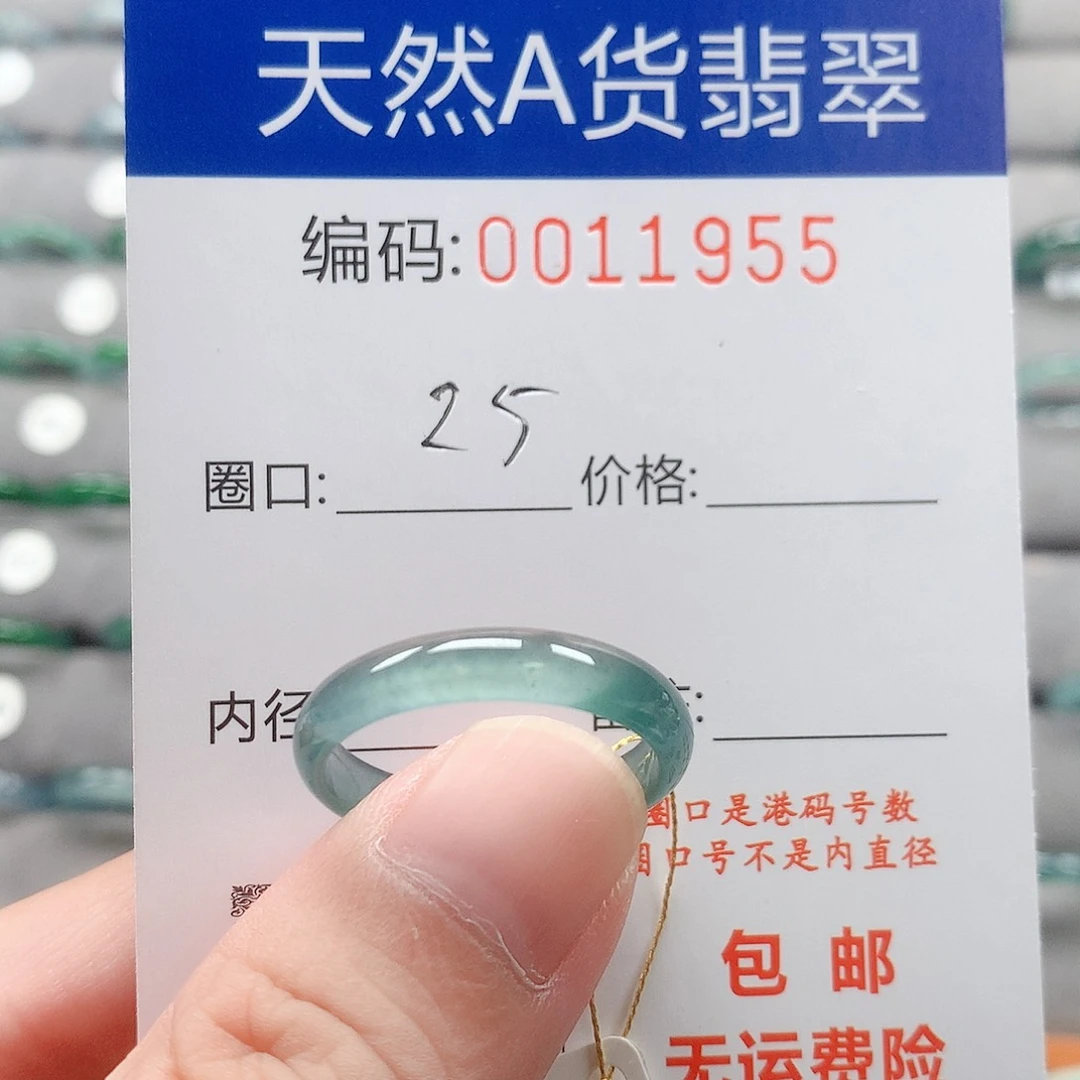 天然A货翡翠
编码:0011955
圈口: 25 价格:
内径
圈口是港码号数
圈口号不是内直径
包邮
无运费险